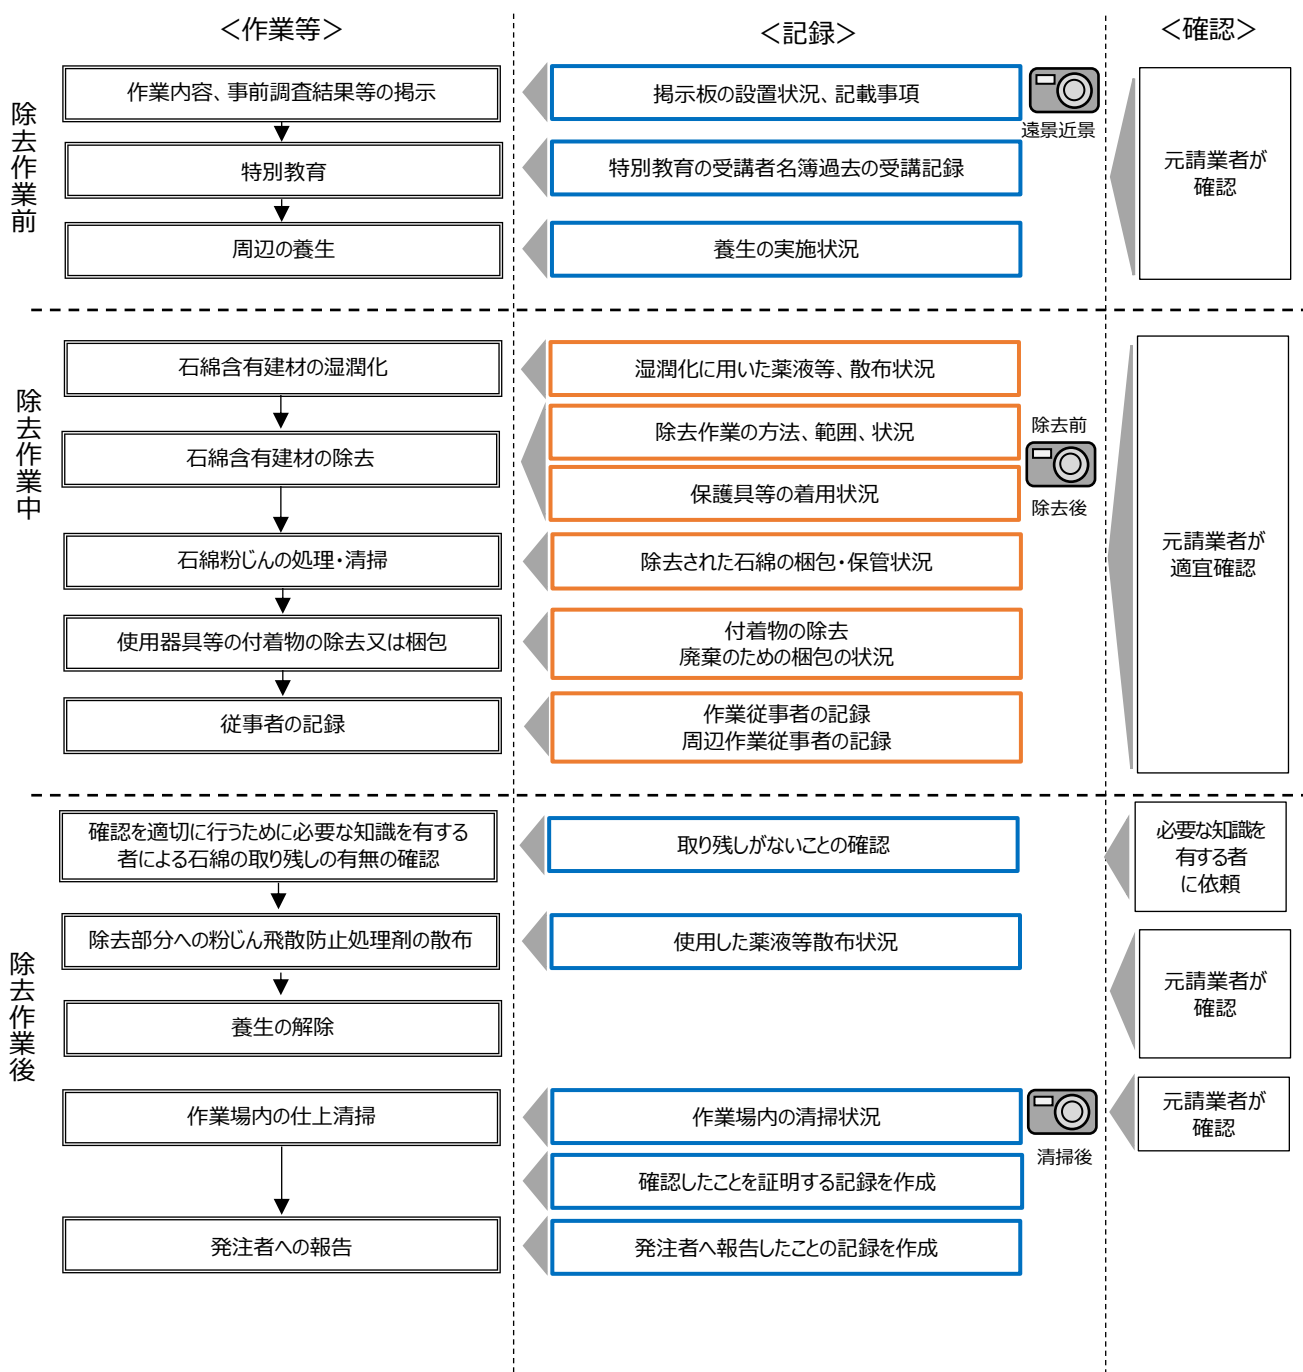 ＜作業等＞
＜記録＞
＜確認＞
除去作業前
作業内容、事前調査結果等の掲示
掲示板の設置状況、記載事項
遠景近景
元請業者が
確認
特別教育
特別教育の受講者名簿過去の受講記録
周辺の養生
養生の実施状況
除去作業中
石綿含有建材の湿潤化
湿潤化に用いた薬液等、散布状況
石綿含有建材の除去
除去作業の方法、範囲、状況
除去前
保護具等の着用状況
除去後
元請業者が
適宜確認
石綿粉じんの処理・清掃
除去された石綿の梱包・保管状況
使用器具等の付着物の除去又は梱包
付着物の除去
廃棄のための梱包の状況
従事者の記録
作業従事者の記録
周辺作業従事者の記録
除去作業後
確認を適切に行うために必要な知識を有する
者による石綿の取り残しの有無の確認
取り残しがないことの確認
必要な知識を
有する者
に依頼
除去部分への粉じん飛散防止処理剤の散布
使用した薬液等散布状況
元請業者が
確認
養生の解除
作業場内の仕上清掃
作業場内の清掃状況
清掃後
元請業者が
確認
確認したことを証明する記録を作成
発注者への報告
発注者へ報告したことの記録を作成